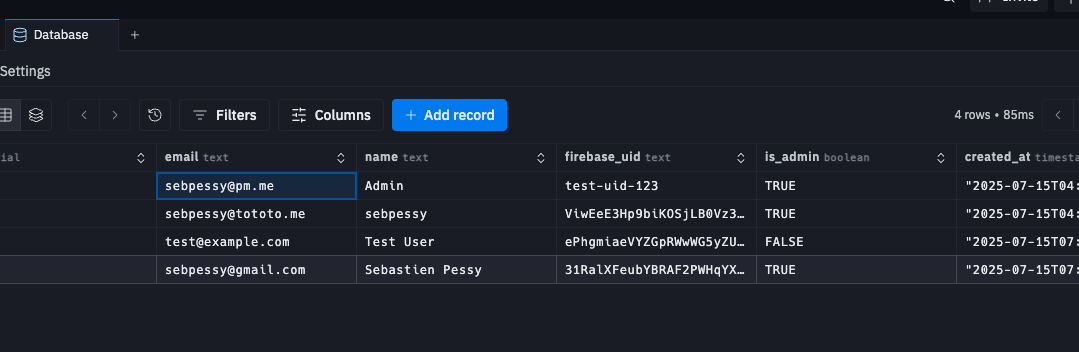 Database
Settings
Filters Columns + Add record 4 rows • 85ms
email text name text firebase_uid text is_admin boolean created_at
sebpessy@pm.me Admin test-uid-123 TRUE "2025-07-15T04:
sebpessy@tototo.me sebpessy ViwEeE3Hp9biKOSjLB0Vz3… TRUE "2025-07-15T04:
test@example.com Test User ePhgmiaeVYZGpRWwWG5yZU… FALSE "2025-07-15T07:
sebpessy@gmail.com Sebastien Pessy 31RalXFeubYBRAF2PWHqYX… TRUE "2025-07-15T07: